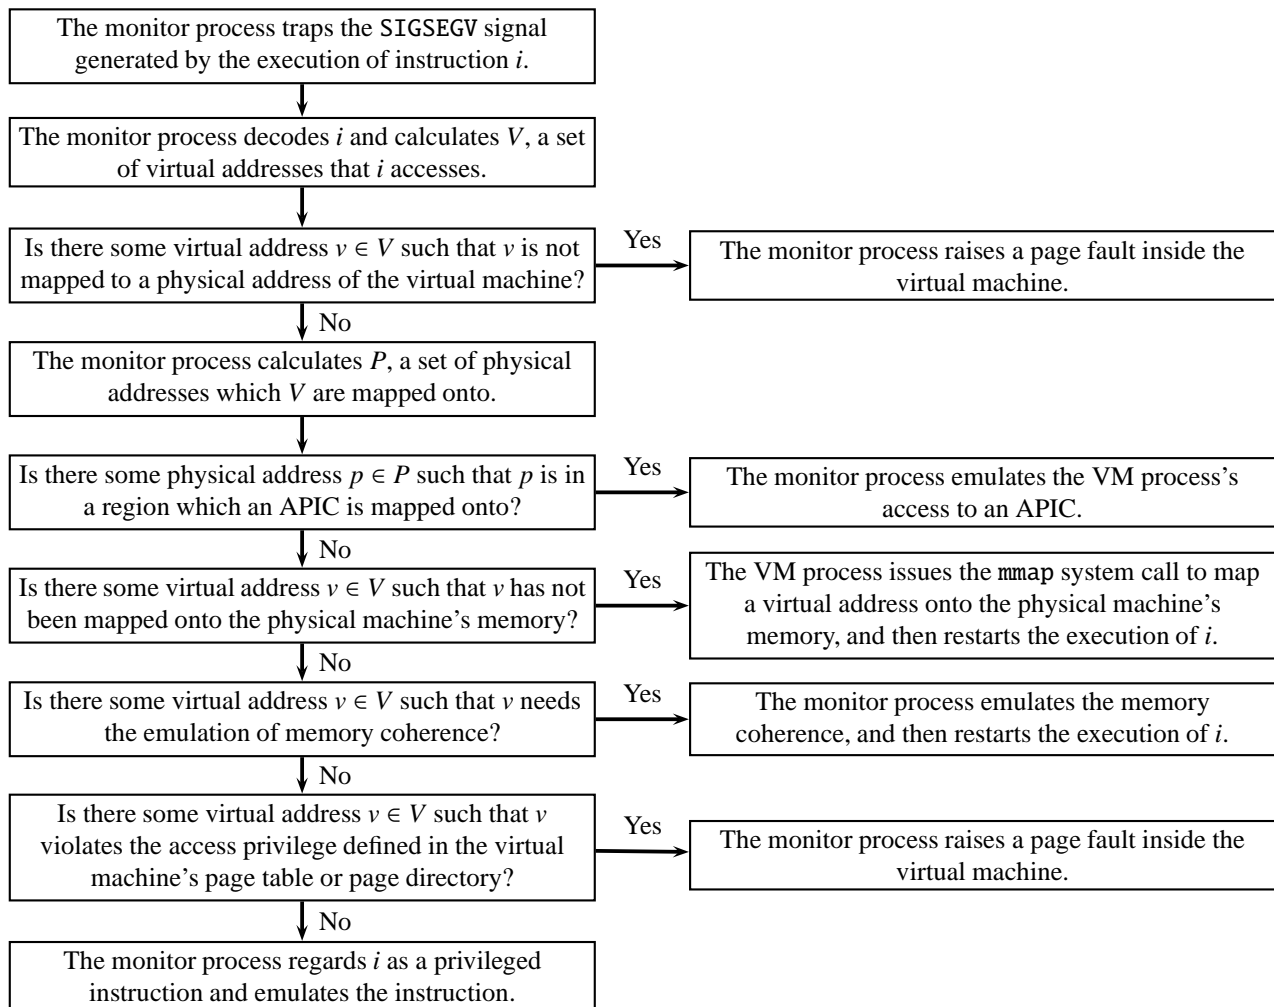 The monitor process traps the SIGSEGV signal
generated by the execution of instruction i.
The monitor process decodes i and calculates V, a set
of virtual addresses that i accesses.
Is there some virtual address v ∈ V such that v is not
mapped to a physical address of the virtual machine?
Yes
The monitor process raises a page fault inside the
virtual machine.
No
The monitor process calculates P, a set of physical
addresses which V are mapped onto.
Is there some physical address p ∈ P such that p is in
a region which an APIC is mapped onto?
Yes
The monitor process emulates the VM process's
access to an APIC.
No
Is there some virtual address v ∈ V such that v has not
been mapped onto the physical machine's memory?
Yes
The VM process issues the mmap system call to map
a virtual address onto the physical machine's
memory, and then restarts the execution of i.
No
Is there some virtual address v ∈ V such that v needs
the emulation of memory coherence?
Yes
The monitor process emulates the memory
coherence, and then restarts the execution of i.
No
Is there some virtual address v ∈ V such that v
violates the access privilege defined in the virtual
machine's page table or page directory?
Yes
The monitor process raises a page fault inside the
virtual machine.
No
The monitor process regards i as a privileged
instruction and emulates the instruction.